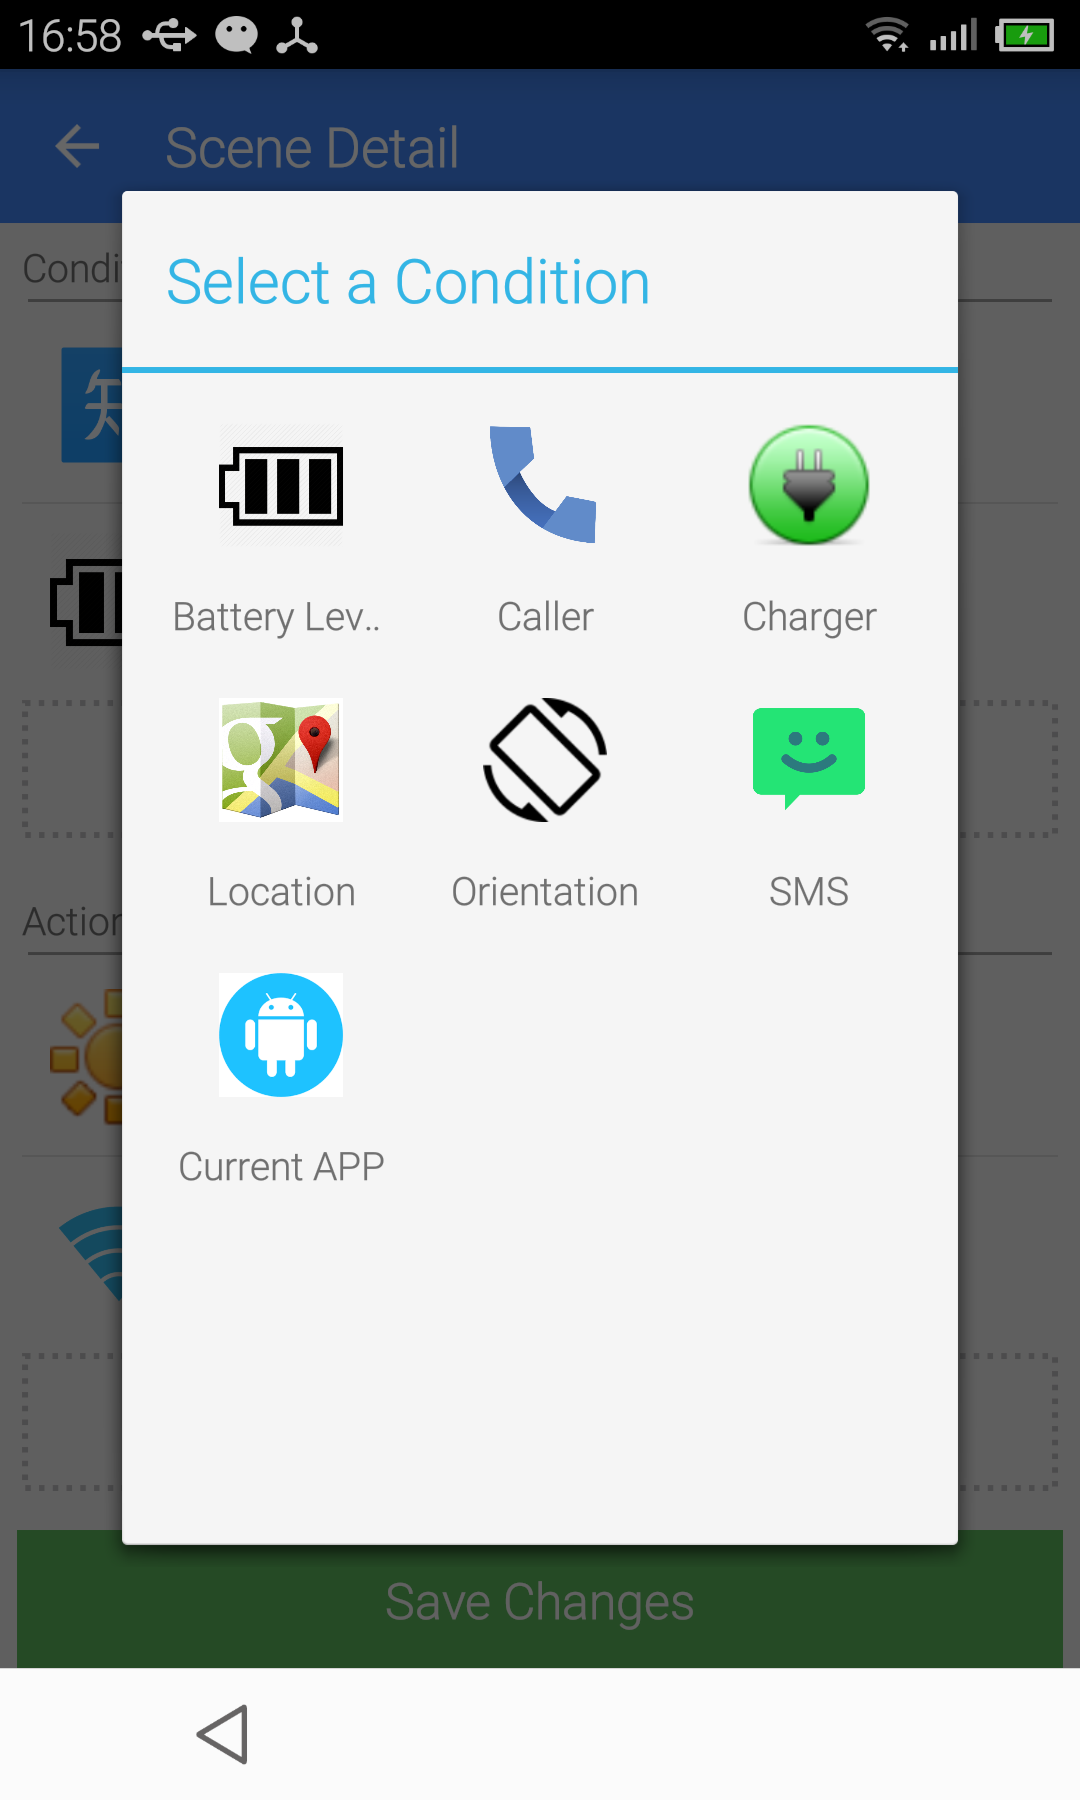 16:58
Scene Detail
Condi
Select a Condition
知
Battery Lev..
Caller
Charger
Location
Orientation
SMS
Action
Current APP
Save Changes